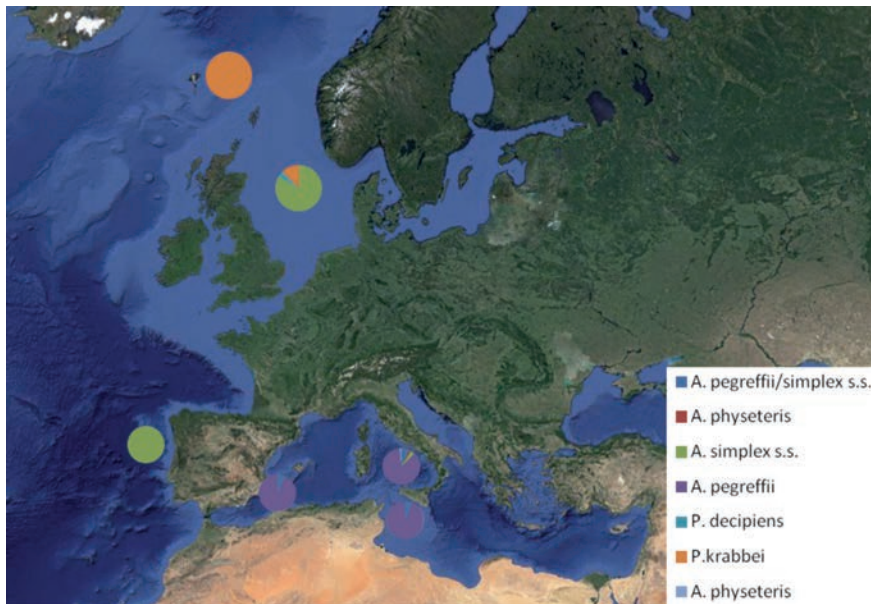 A. pegreffii/simplex s.s.
A. physeteris
A. simplex s.s.
A. pegreffii
P. decipiens
P.krabbei
A. physeteris